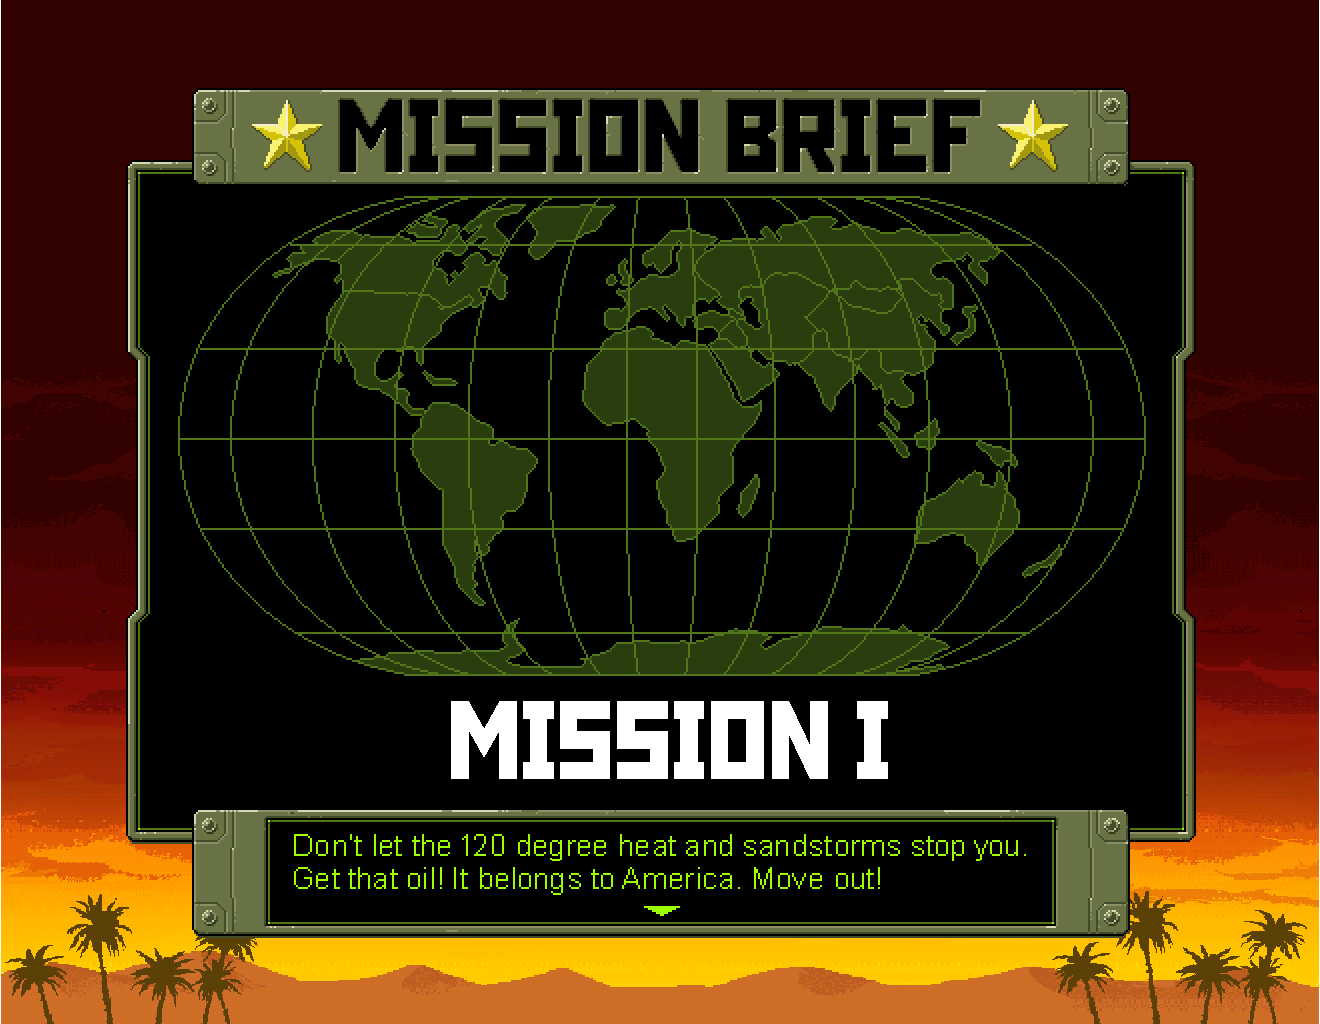 MISSION BRIEF
MISSION I
Don't let the 120 degree heat and sandstorms stop you.
Get that oil! It belongs to America. Move out!